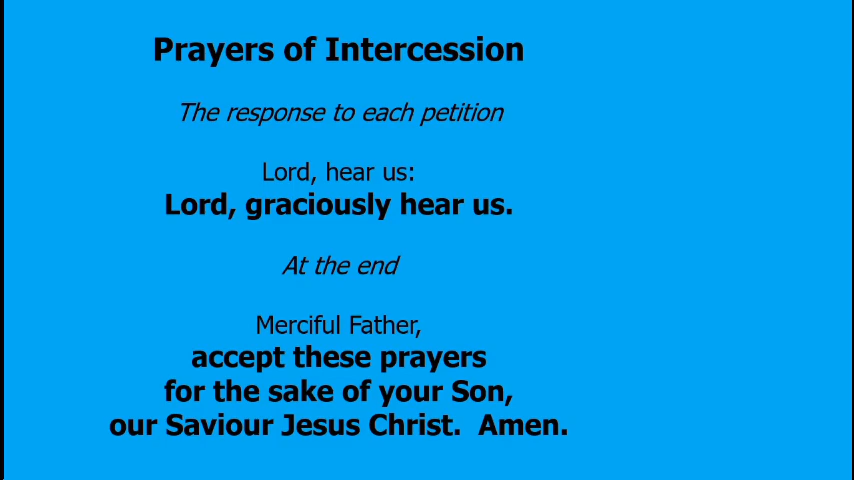 Prayers of Intercession
The response to each petition
Lord, hear us:
Lord, graciously hear us.
At the end
Merciful Father,
accept these prayers
for the sake of your Son,
our Saviour Jesus Christ.  Amen.